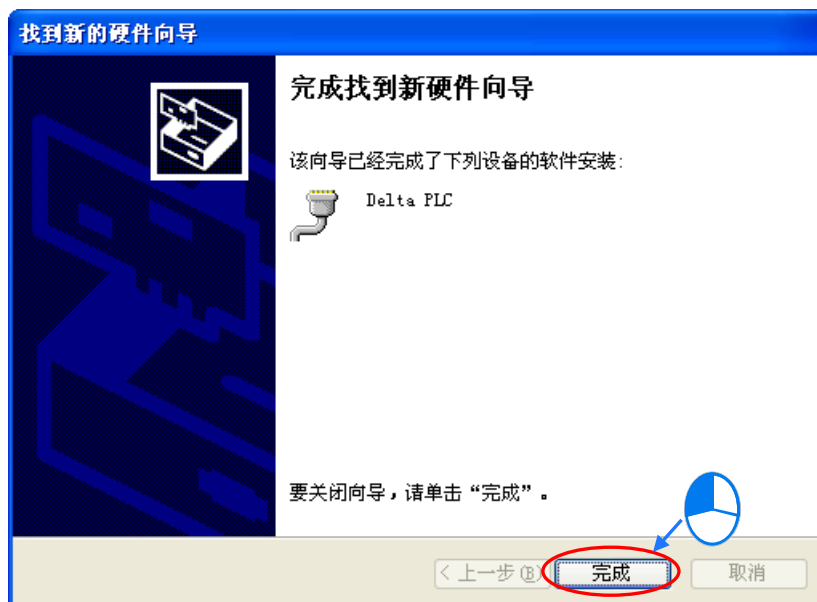 找到新的硬件向导
完成找到新硬件向导
该向导已经完成了下列设备的软件安装:
Delta PLC
要关闭向导，请单击“完成”。
< 上一步(B)
完成
取消